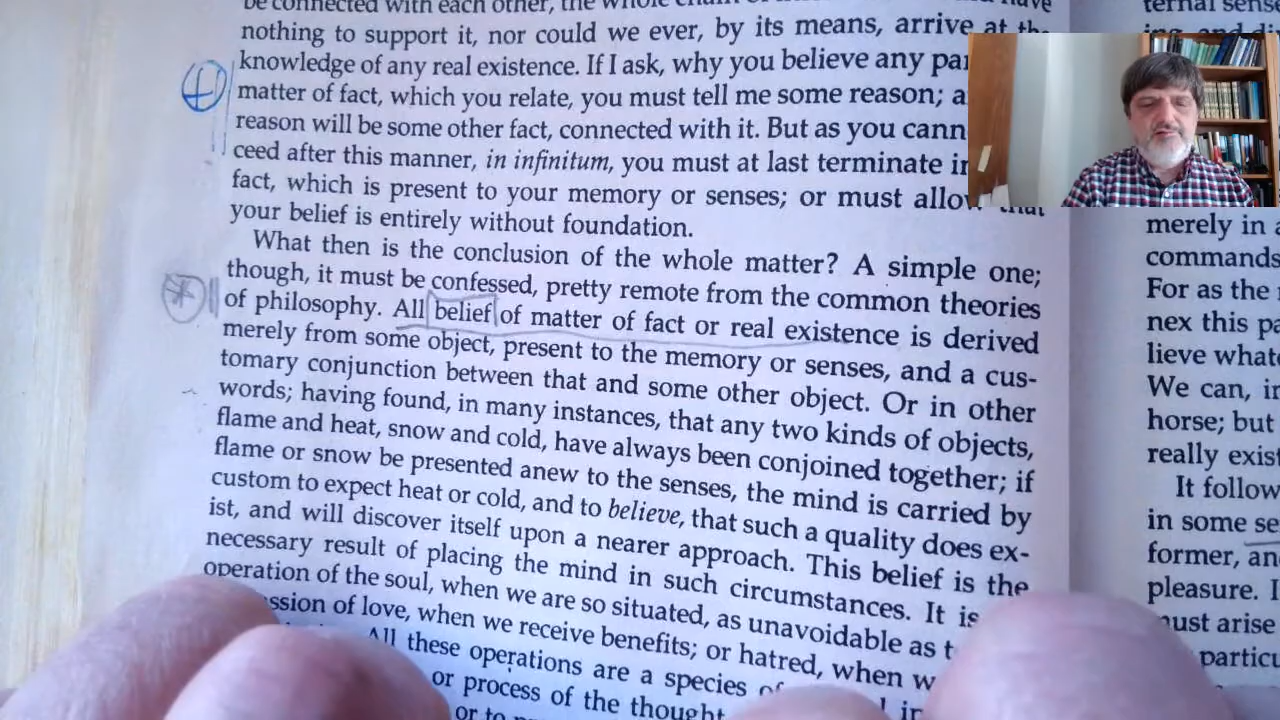 be connected with each other, the whole chain
nothing to support it, nor could we ever, by its means, arrive at the
knowledge of any real existence. If I ask, why you believe any
matter of fact, which you relate, you must tell me some reason;
reason will be some other fact, connected with it. But as you
ceed after this manner, in infinitum, you must at last terminate
fact, which is present to your memory or senses; or must allow that
your belief is entirely without foundation.
What then is the conclusion of the whole matter? A simple one;
though, it must be confessed, pretty remote from the common theories
of philosophy. All belief of matter of fact or real existence is derived
merely from some object, present to the memory or senses, and a cus-
tomary conjunction between that and some other object. Or in other
words; having found, in many instances, that any two kinds of objects,
flame and heat, snow and cold, have always been conjoined together; if
flame or snow be presented anew to the senses, the mind is carried by
custom to expect heat or cold, and to believe, that such a quality does ex-
ist, and will discover itself upon a nearer approach. This belief is the
necessary result of placing the mind in such circumstances. It is
operation of the soul, when we are so situated, as unavoidable as
ssion of love, when we receive benefits; or hatred, when
All these operations are a species
or process of the thought
or to
ternal sense
merely in
commands
For as the
nex this
lieve
We can, in
horse; but
really exist
It follow
in some se
former, an
pleasure.
must arise
particu